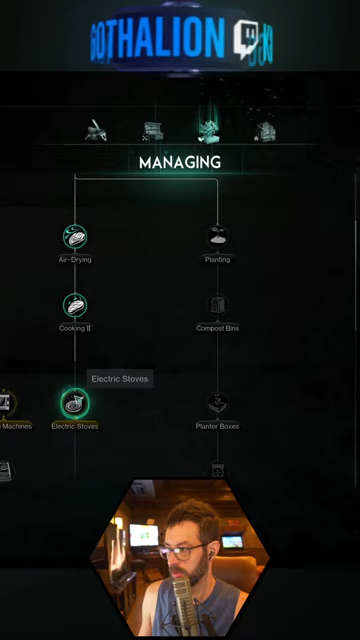 GOTHALION
MANAGING
Air-Drying
Planting
Cooking II
Compost Bins
Electric Stoves
Machines
Electric Stoves
Planter Boxes